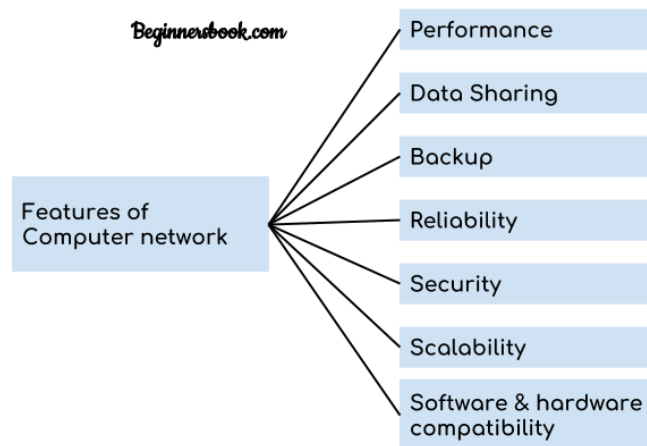 Beginnersbook.com
Features of
Computer network
Performance
Data Sharing
Backup
Reliability
Security
Scalability
Software & hardware
compatibility